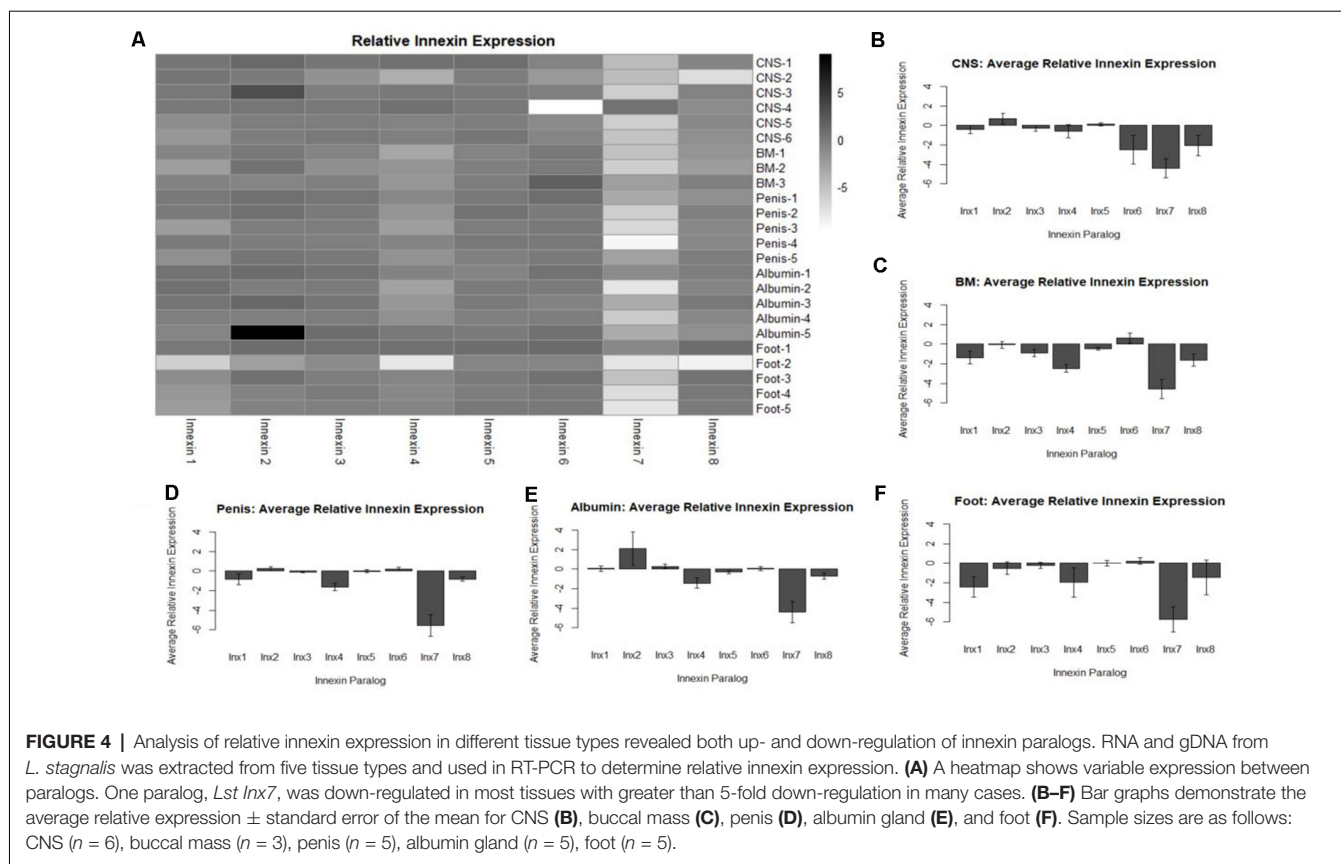 A
Relative Innexin Expression
5
0
-5
CNS-1
CNS-2
CNS-3
CNS-4
CNS-5
CNS-6
BM-1
BM-2
BM-3
Penis-1
Penis-2
Penis-3
Penis-4
Penis-5
Albumin-1
Albumin-2
Albumin-3
Albumin-4
Albumin-5
Foot-1
Foot-2
Foot-3
Foot-4
Foot-5
Innexin 1
Innexin 2
Innexin 3
Innexin 4
Innexin 5
Innexin 6
Innexin 7
Innexin 8
B
CNS: Average Relative Innexin Expression
Average Relative Innexin Expression
4
2
0
-2
-4
-6
Inx1 Inx2 Inx3 Inx4 Inx5 Inx6 Inx7 Inx8
Innexin Paralog
C
BM: Average Relative Innexin Expression
Average Relative Innexin Expression
4
2
0
-2
-4
-6
Inx1 Inx2 Inx3 Inx4 Inx5 Inx6 Inx7 Inx8
Innexin Paralog
D
Penis: Average Relative Innexin Expression
Average Relative Innexin Expression
4
2
0
-2
-4
-6
Inx1 Inx2 Inx3 Inx4 Inx5 Inx6 Inx7 Inx8
Innexin Paralog
E
Albumin: Average Relative Innexin Expression
Average Relative Innexin Expression
4
2
0
-2
-4
-6
Inx1 Inx2 Inx3 Inx4 Inx5 Inx6 Inx7 Inx8
Innexin Paralog
F
Foot: Average Relative Innexin Expression
Average Relative Innexin Expression
4
2
0
-2
-4
-6
Inx1 Inx2 Inx3 Inx4 Inx5 Inx6 Inx7 Inx8
Innexin Paralog
FIGURE 4 | Analysis of relative innexin expression in different tissue types revealed both up- and down-regulation of innexin paralogs. RNA and gDNA from
L. stagnalis was extracted from five tissue types and used in RT-PCR to determine relative innexin expression. (A) A heatmap shows variable expression between
paralogs. One paralog, Lst Inx7, was down-regulated in most tissues with greater than 5-fold down-regulation in many cases. (B–F) Bar graphs demonstrate the
average relative expression ± standard error of the mean for CNS (B), buccal mass (C), penis (D), albumin gland (E), and foot (F). Sample sizes are as follows:
CNS (n = 6), buccal mass (n = 3), penis (n = 5), albumin gland (n = 5), foot (n = 5).